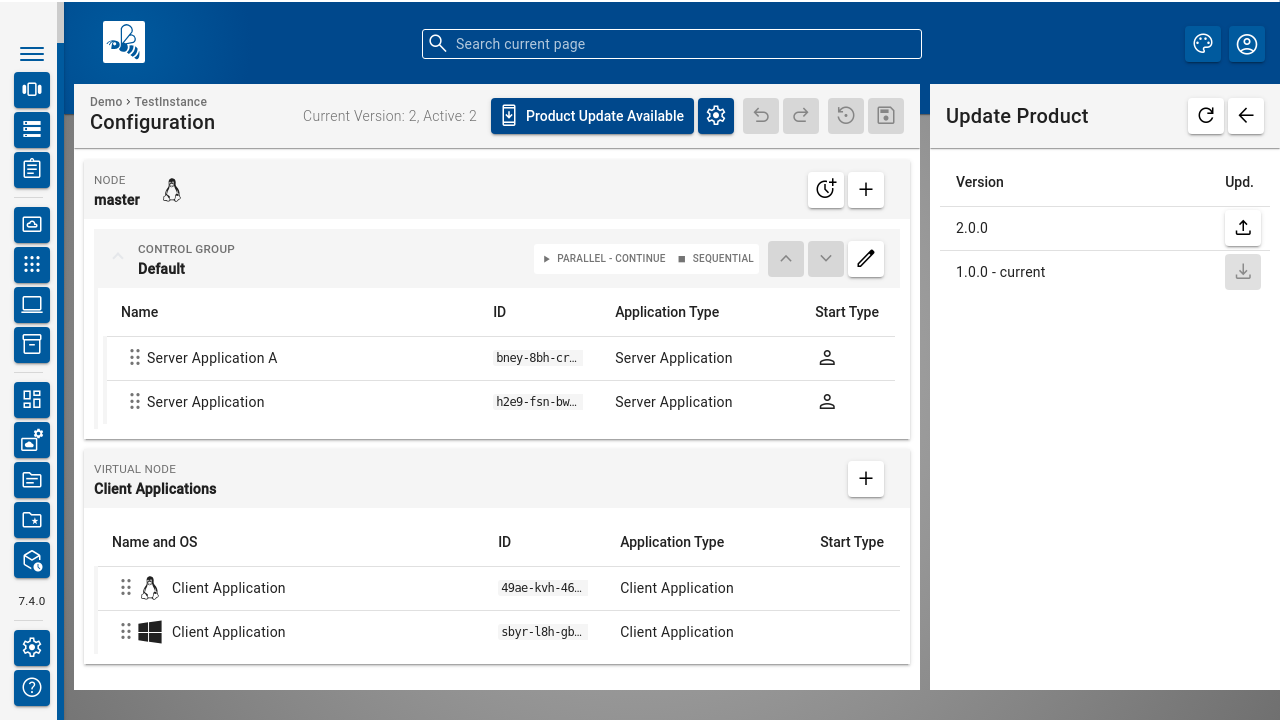 Search current page
Demo > TestInstance
Configuration
Current Version: 2, Active: 2
Product Update Available
NODE
master
CONTROL GROUP
Default
PARALLEL - CONTINUE
SEQUENTIAL
Name ID Application Type Start Type
Server Application A bney-8bh-cr… Server Application
Server Application h2e9-fsn-bw… Server Application
VIRTUAL NODE
Client Applications
Name and OS ID Application Type Start Type
Client Application 49ae-kvh-46… Client Application
Client Application sbyr-l8h-gb… Client Application
Update Product
Version Upd.
2.0.0
1.0.0 - current
7.4.0